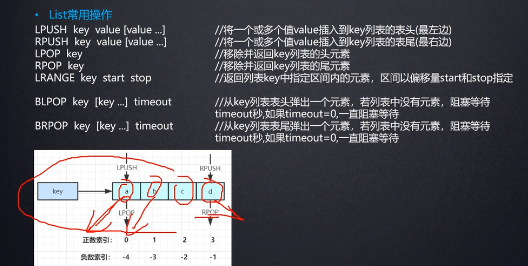 • List常用操作
LPUSH key value [value ...] //将一个或多个值value插入到key列表的表头(最左边)
RPUSH key value [value ...] //将一个或多个值value插入到key列表的表尾(最右边)
LPOP key //移除并返回key列表的头元素
RPOP key //移除并返回key列表的尾元素
LRANGE key start stop //返回列表key中指定区间内的元素，区间以偏移量start和stop指定
BLPOP key [key ...] timeout //从key列表表头弹出一个元素，若列表中没有元素，阻塞等待
timeout秒,如果timeout=0,一直阻塞等待
BRPOP key [key ...] timeout //从key列表表尾弹出一个元素，若列表中没有元素，阻塞等待
timeout秒,如果timeout=0,一直阻塞等待
LPUSH RPUSH
key a b c d
LPOP RPOP
正数索引: 0 1 2 3
负数索引: -4 -3 -2 -1